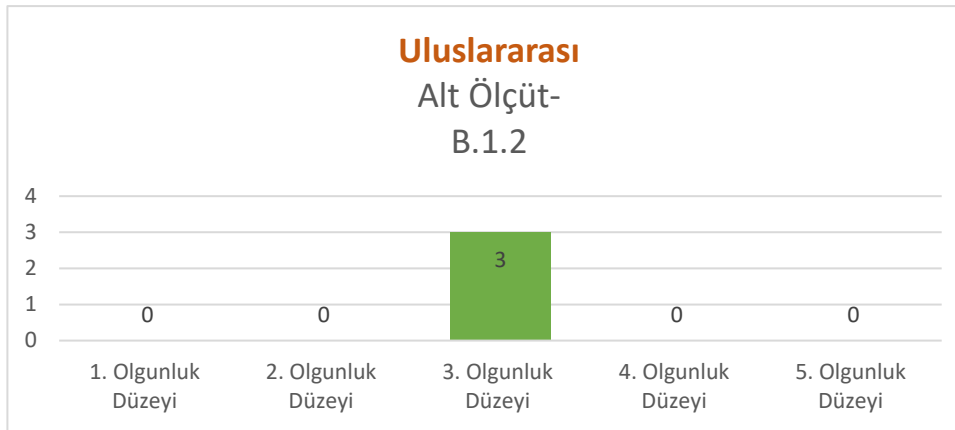 Uluslararası
Alt Ölçüt-
B.1.2
4
3
2
1
0
0
0
3
0
0
1. Olgunluk
Düzeyi
2. Olgunluk
Düzeyi
3. Olgunluk
Düzeyi
4. Olgunluk
Düzeyi
5. Olgunluk
Düzeyi